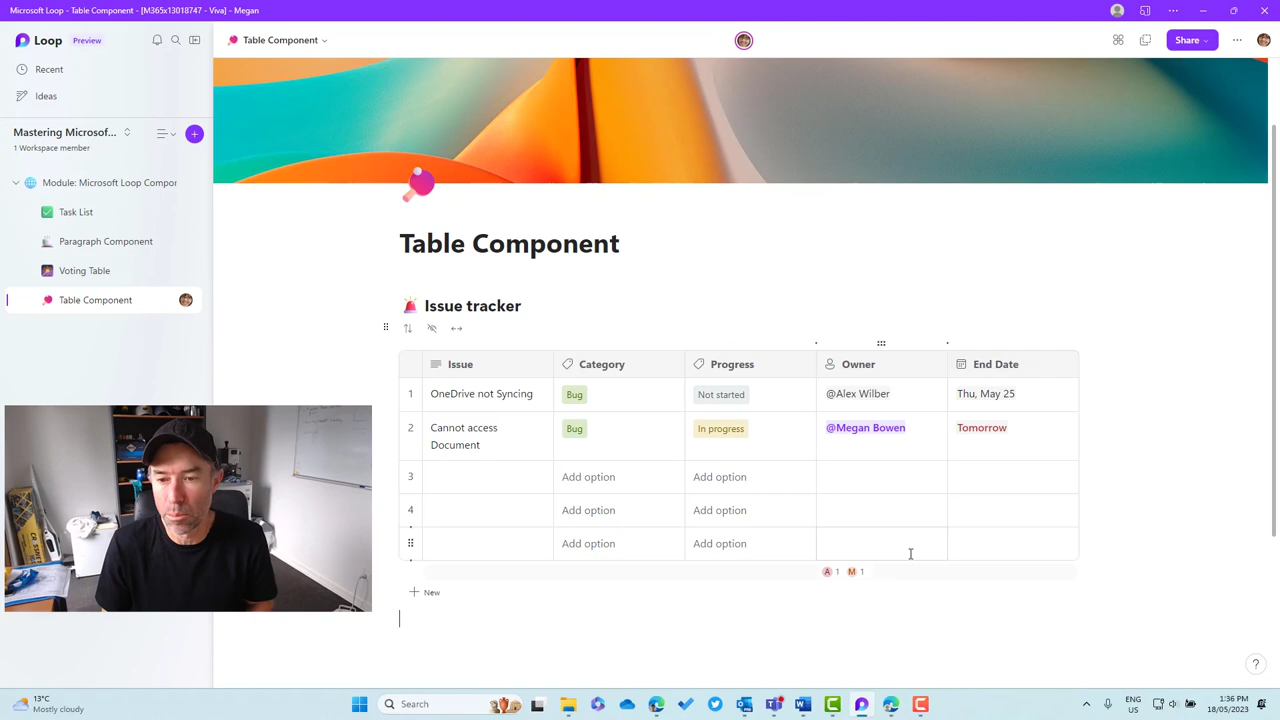 Microsoft Loop - Table Component - [M365x13018747 - Viva] - Megan
Loop Preview
Table Component
Share
Recent
Ideas
Mastering Microsof...
1 Workspace member
Module: Microsoft Loop Compor
Task List
Paragraph Component
Voting Table
Table Component
Table Component
Issue tracker
Issue Category Progress Owner End Date
1 OneDrive not Syncing Bug Not started @Alex Wilber Thu, May 25
2 Cannot access Bug In progress @Megan Bowen Tomorrow
Document
3 Add option Add option
4 Add option Add option
Add option Add option
A 1 M 1
New
?
13°C
Mostly cloudy
Search
ENG
US
1:36 PM
18/05/2023